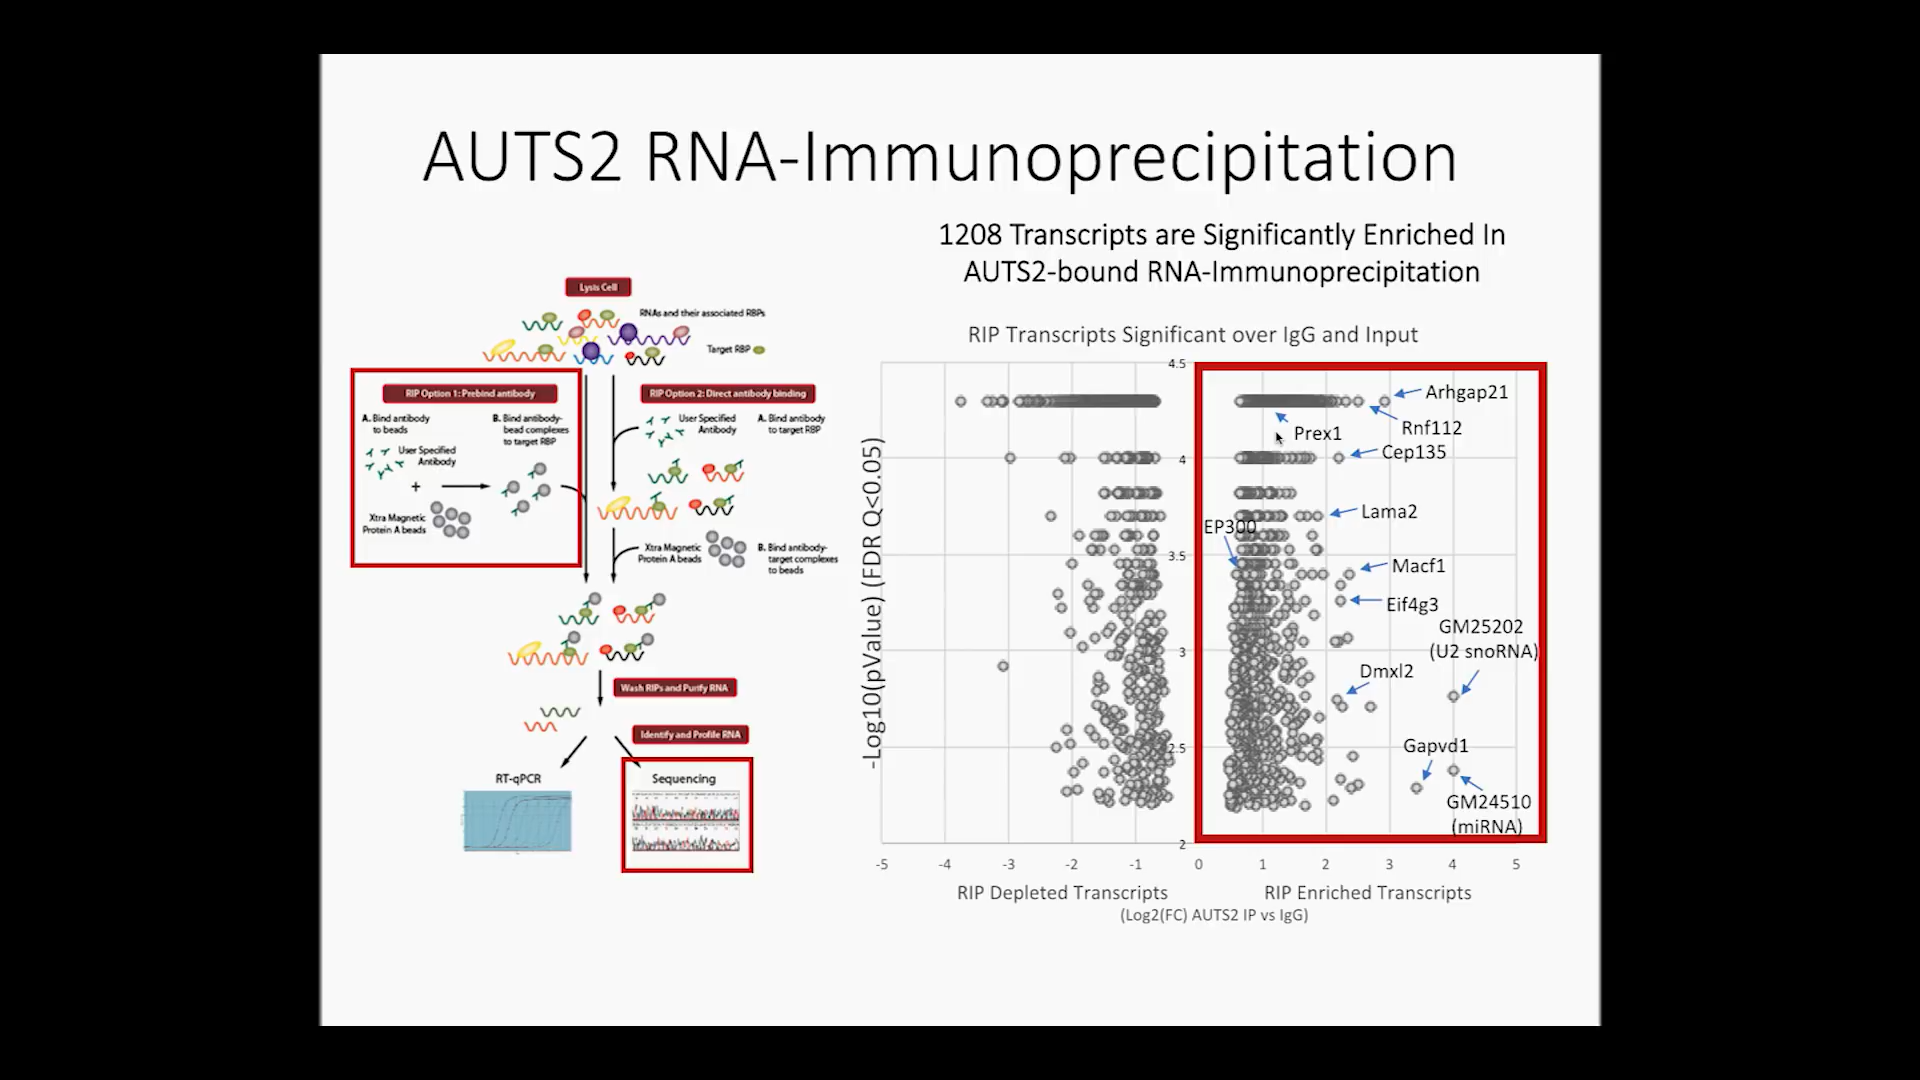 AUTS2 RNA-Immunoprecipitation
1208 Transcripts are Significantly Enriched In
AUTS2-bound RNA-Immunoprecipitation
Lysis Cell
RNAs and their associated RBPs
Target RBP
RIP Option 1: Prebind antibody
A. Bind antibody
to beads
B. Bind antibody-
bead complexes
to target RBP
User Specified
Antibody
+
Xtra Magnetic
Protein A beads
RIP Option 2: Direct antibody binding
User Specified
Antibody
A. Bind antibody
to target RBP
Xtra Magnetic
Protein A beads
B. Bind antibody-
target complexes
to beads
Wash RIPs and Purify RNA
Identify and Profile RNA
RT-qPCR
Sequencing
RIP Transcripts Significant over IgG and Input
-Log10(pValue) (FDR Q<0.05)
4.5
4
3.5
3
2.5
2
Arhgap21
Rnf112
Prex1
Cep135
Lama2
EP300
Macf1
Eif4g3
GM25202
(U2 snoRNA)
Dmxl2
Gapvd1
GM24510
(miRNA)
-5 -4 -3 -2 -1 0 1 2 3 4 5
RIP Depleted Transcripts
RIP Enriched Transcripts
(Log2(FC) AUTS2 IP vs IgG)